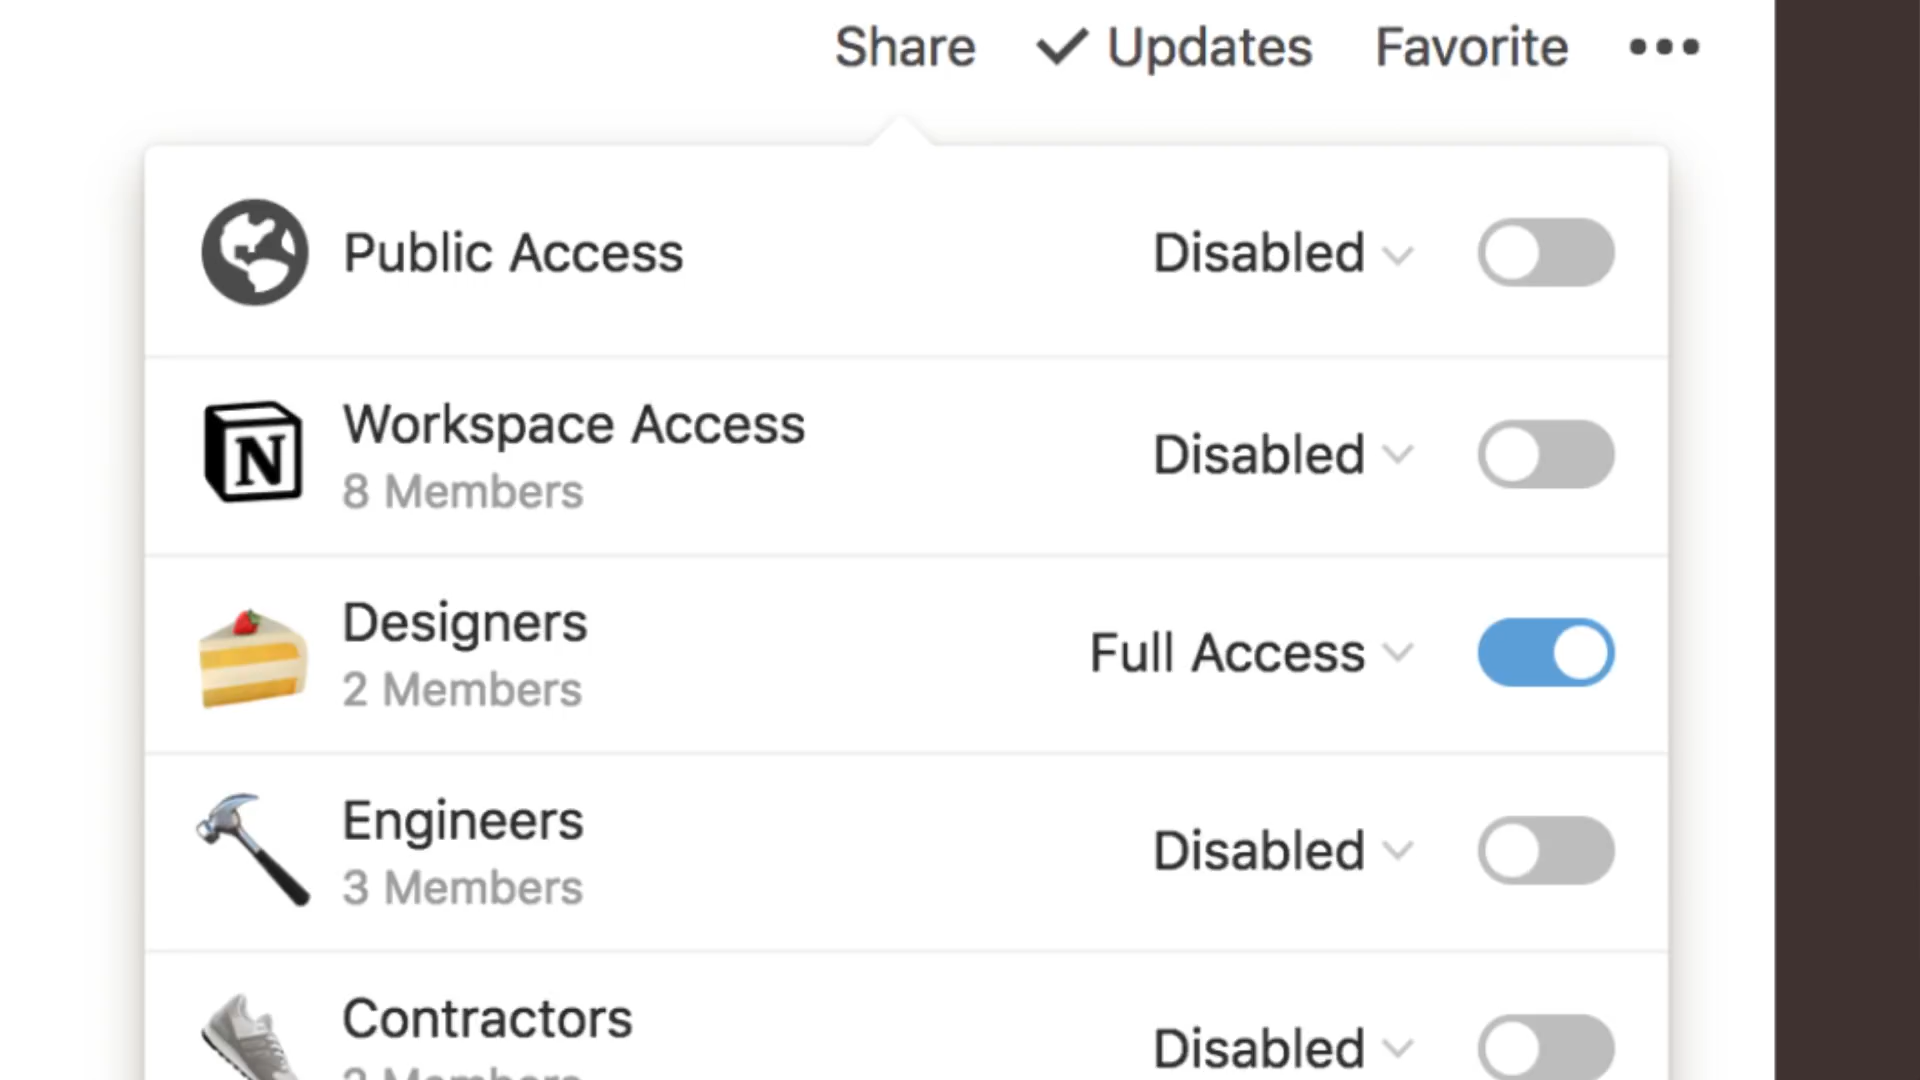 Share Updates Favorite
Public Access Disabled
Workspace Access
8 Members
Disabled
N
Designers
2 Members
Full Access
Engineers
3 Members
Disabled
Contractors
Disabled
Members